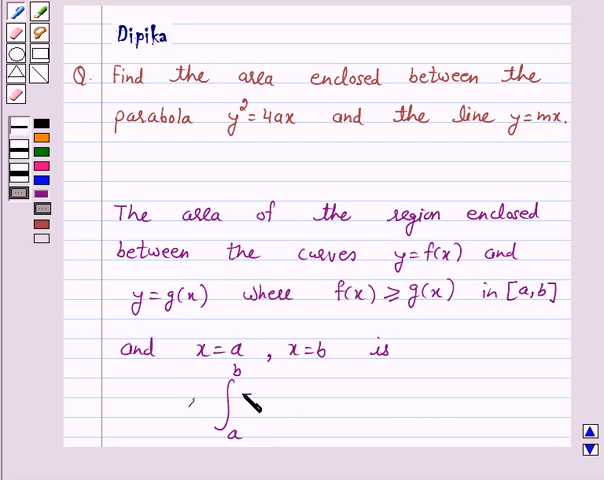 Dipika
Q. Find the area enclosed between the
parabola y² = 4ax and the line y = mx.
The area of the region enclosed
between the curves y = f(x) and
y = g(x) where f(x) ⩾ g(x) in [a,b]
and x = a , x = b is
∫ₐᵇ